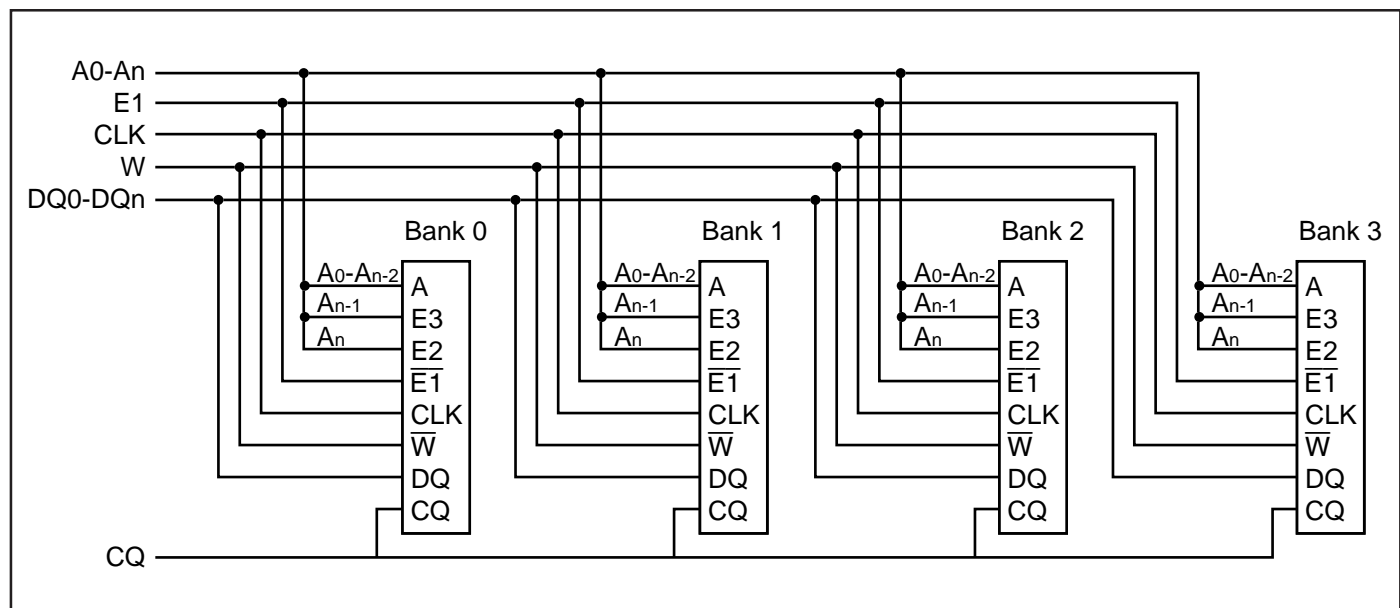 A0-An
E1
CLK
W
DQ0-DQn
Bank 0
A0-An-2
An-1
An
A
E3
E2
E1
CLK
W
DQ
CQ
Bank 1
A0-An-2
An-1
An
A
E3
E2
E1
CLK
W
DQ
CQ
Bank 2
A0-An-2
An-1
An
A
E3
E2
E1
CLK
W
DQ
CQ
Bank 3
A0-An-2
An-1
An
A
E3
E2
E1
CLK
W
DQ
CQ
CQ